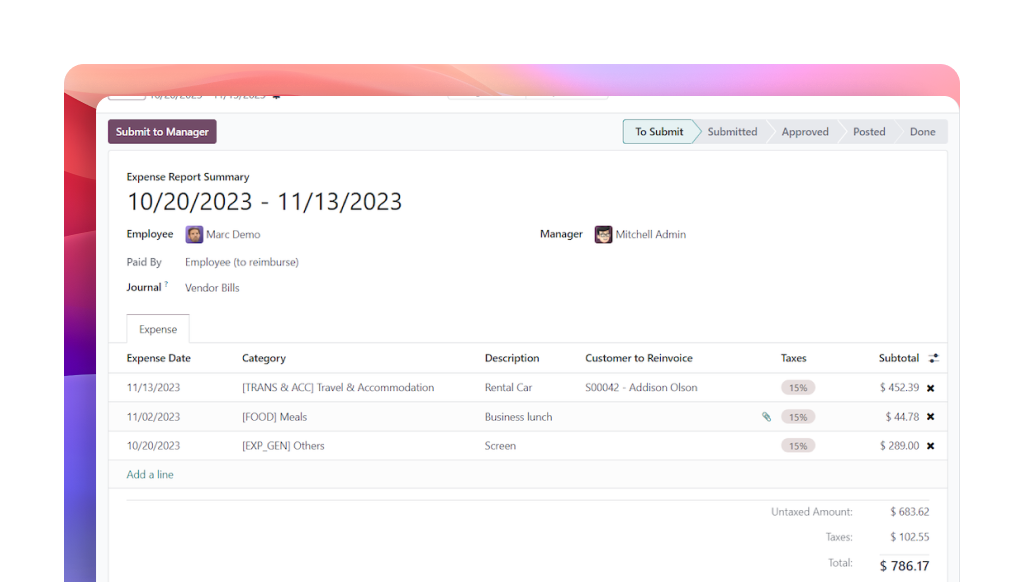 Submit to Manager
To Submit Submitted Approved Posted Done
Expense Report Summary
10/20/2023 - 11/13/2023
Employee Marc Demo Manager Mitchell Admin
Paid By Employee (to reimburse)
Journal ? Vendor Bills
Expense
Expense Date Category Description Customer to Reinvoice Taxes Subtotal
11/13/2023 [TRANS & ACC] Travel & Accommodation Rental Car S00042 - Addison Olson 15% $ 452.39
11/02/2023 [FOOD] Meals Business lunch 15% $ 44.78
10/20/2023 [EXP_GEN] Others Screen 15% $ 289.00
Add a line
Untaxed Amount: $ 683.62
Taxes: $ 102.55
Total: $ 786.17